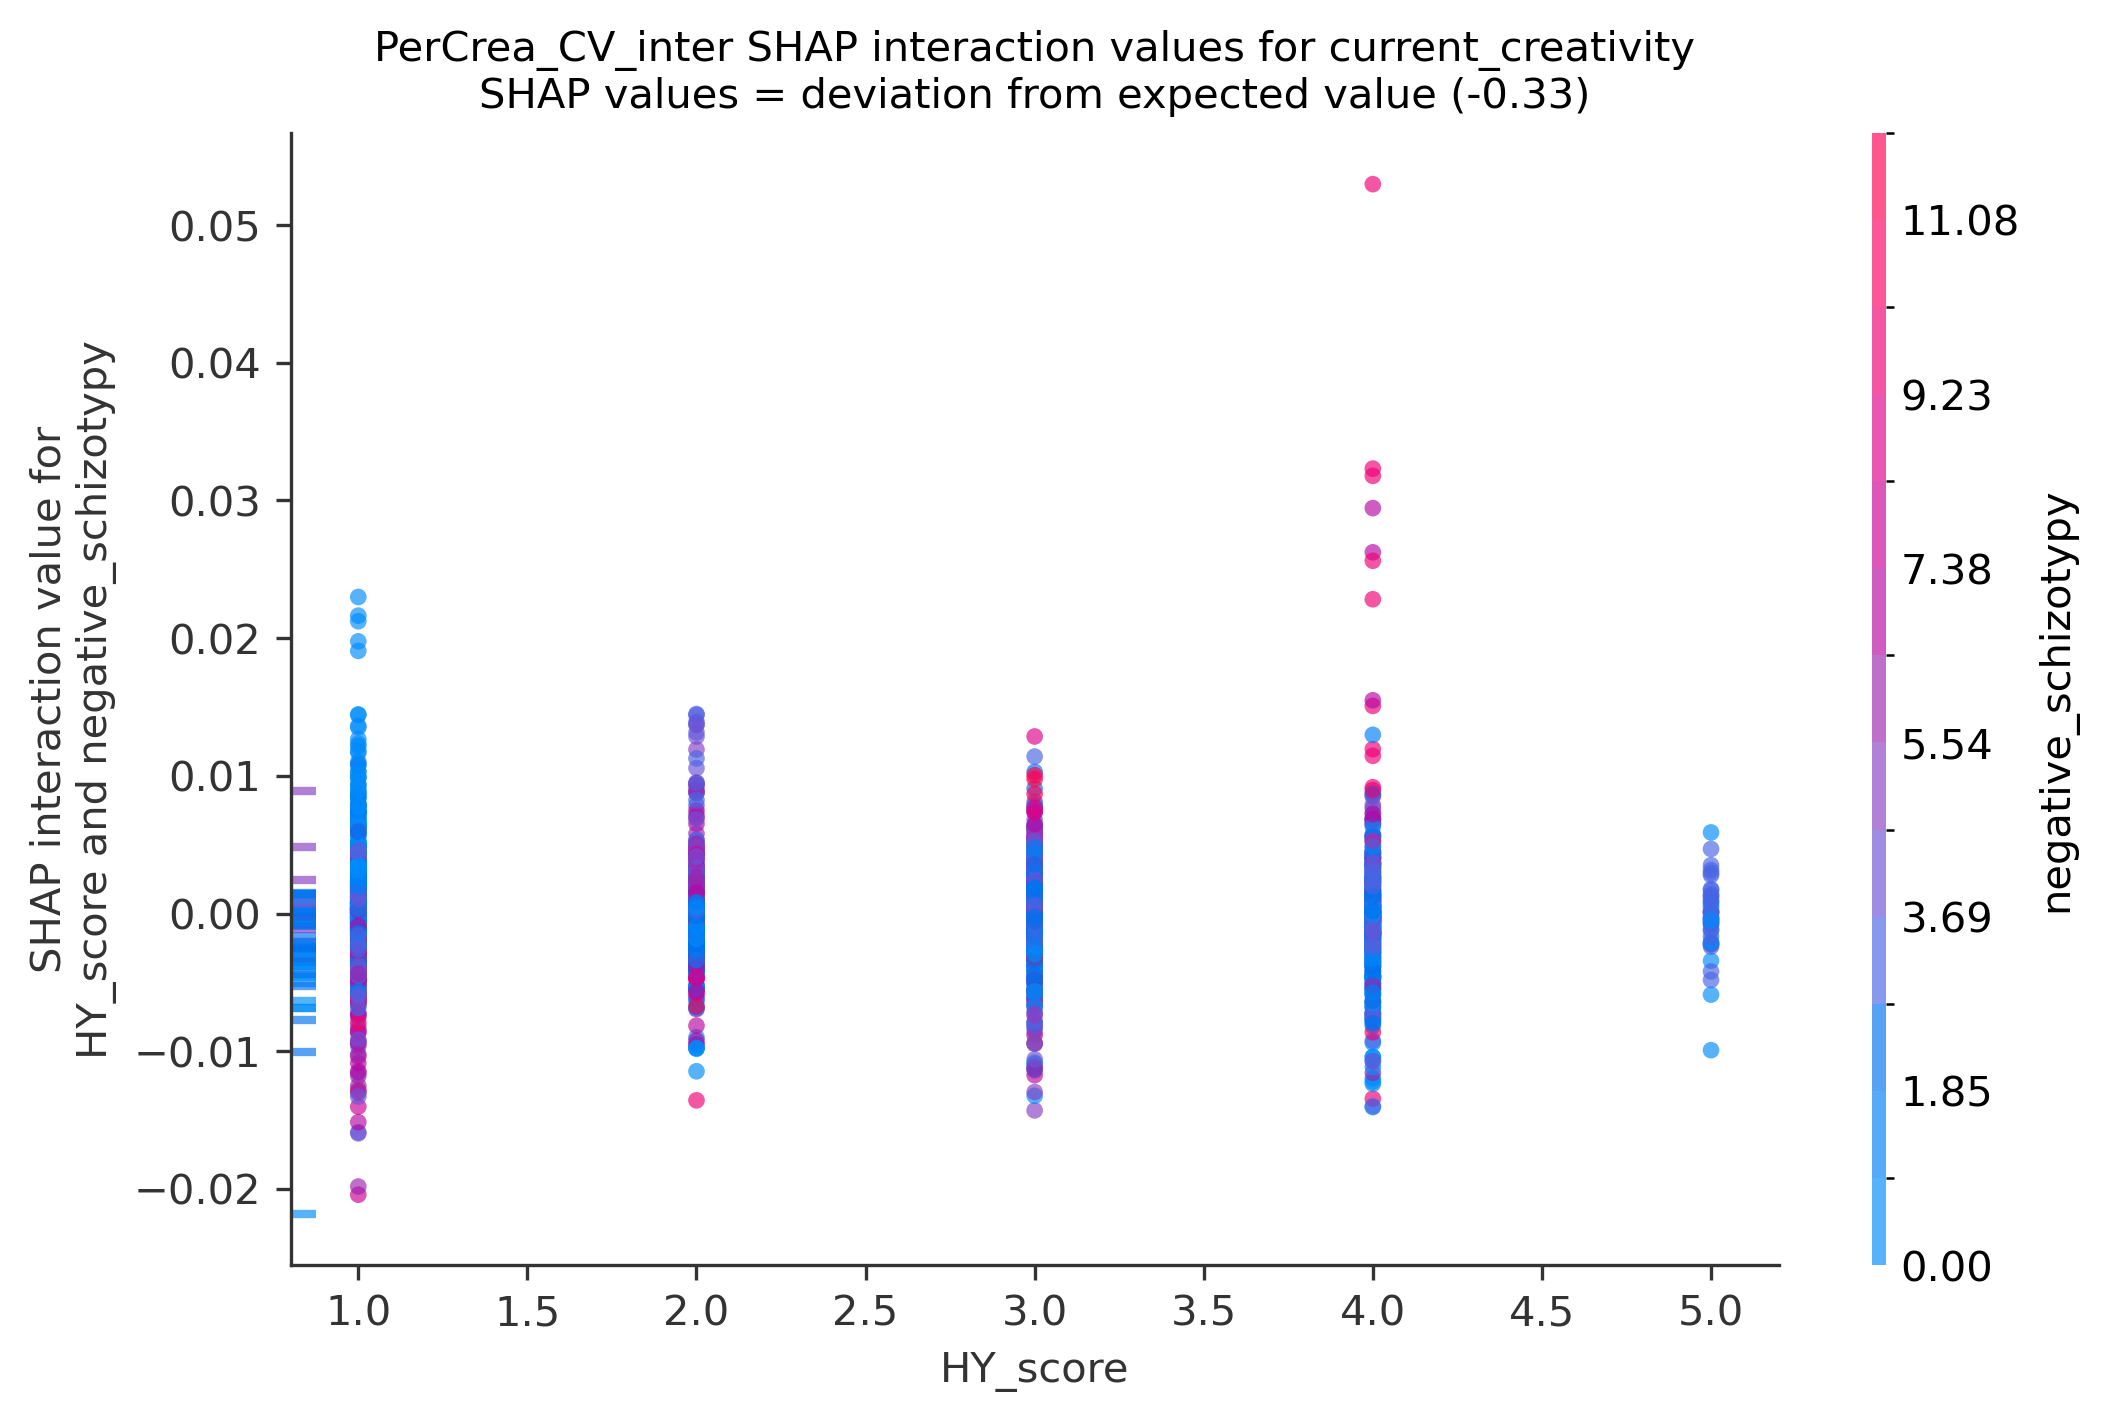 PerCrea_CV_inter SHAP interaction values for current_creativity
SHAP values = deviation from expected value (-0.33)
SHAP interaction value for
HY_score and negative_schizotypy
0.05
0.04
0.03
0.02
0.01
0.00
−0.01
−0.02
1.0 1.5 2.0 2.5 3.0 3.5 4.0 4.5 5.0
HY_score
11.08
9.23
7.38
5.54
3.69
1.85
0.00
negative_schizotypy